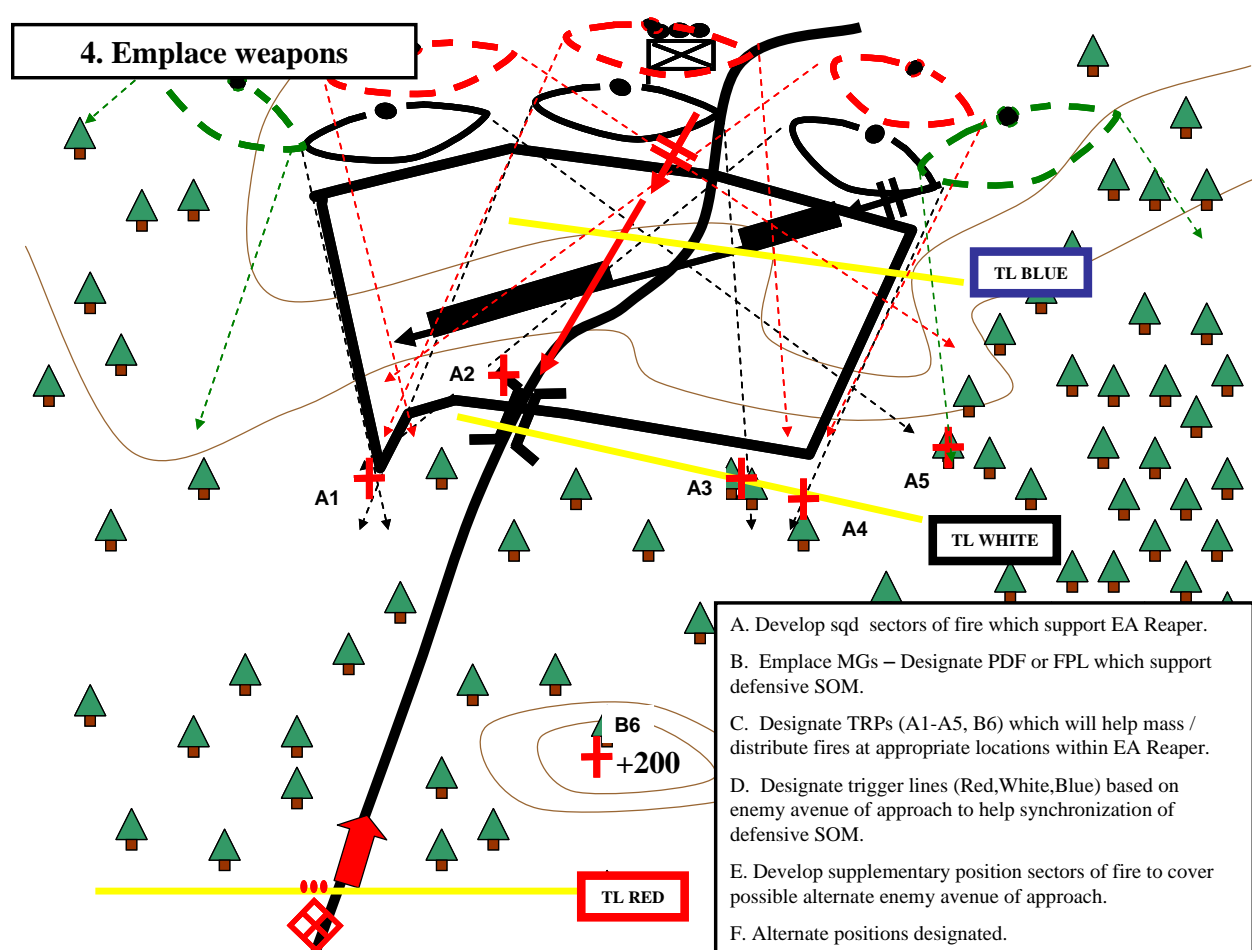 4. Emplace weapons
TL BLUE
A2
A1
A3
A5
A4
TL WHITE
B6
+200
TL RED
A. Develop sqd sectors of fire which support EA Reaper.
B. Emplace MGs – Designate PDF or FPL which support
defensive SOM.
C. Designate TRPs (A1-A5, B6) which will help mass /
distribute fires at appropriate locations within EA Reaper.
D. Designate trigger lines (Red,White,Blue) based on
enemy avenue of approach to help synchronization of
defensive SOM.
E. Develop supplementary position sectors of fire to cover
possible alternate enemy avenue of approach.
F. Alternate positions designated.